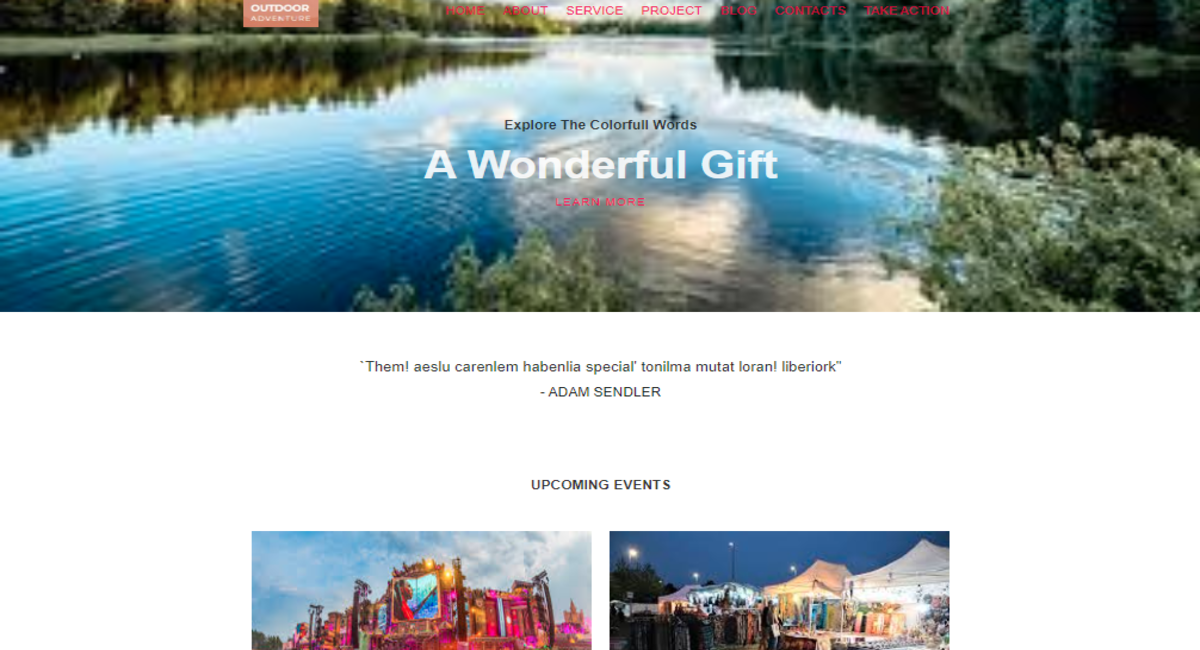 OUTDOOR
ADVENTURE
HOME ABOUT SERVICE PROJECT BLOG CONTACTS TAKE ACTION
Explore The Colorfull Words
A Wonderful Gift
LEARN MORE
`Them! aeslu carenlem habenlia special' tonilma mutat loran! liberiork"
- ADAM SENDLER
UPCOMING EVENTS